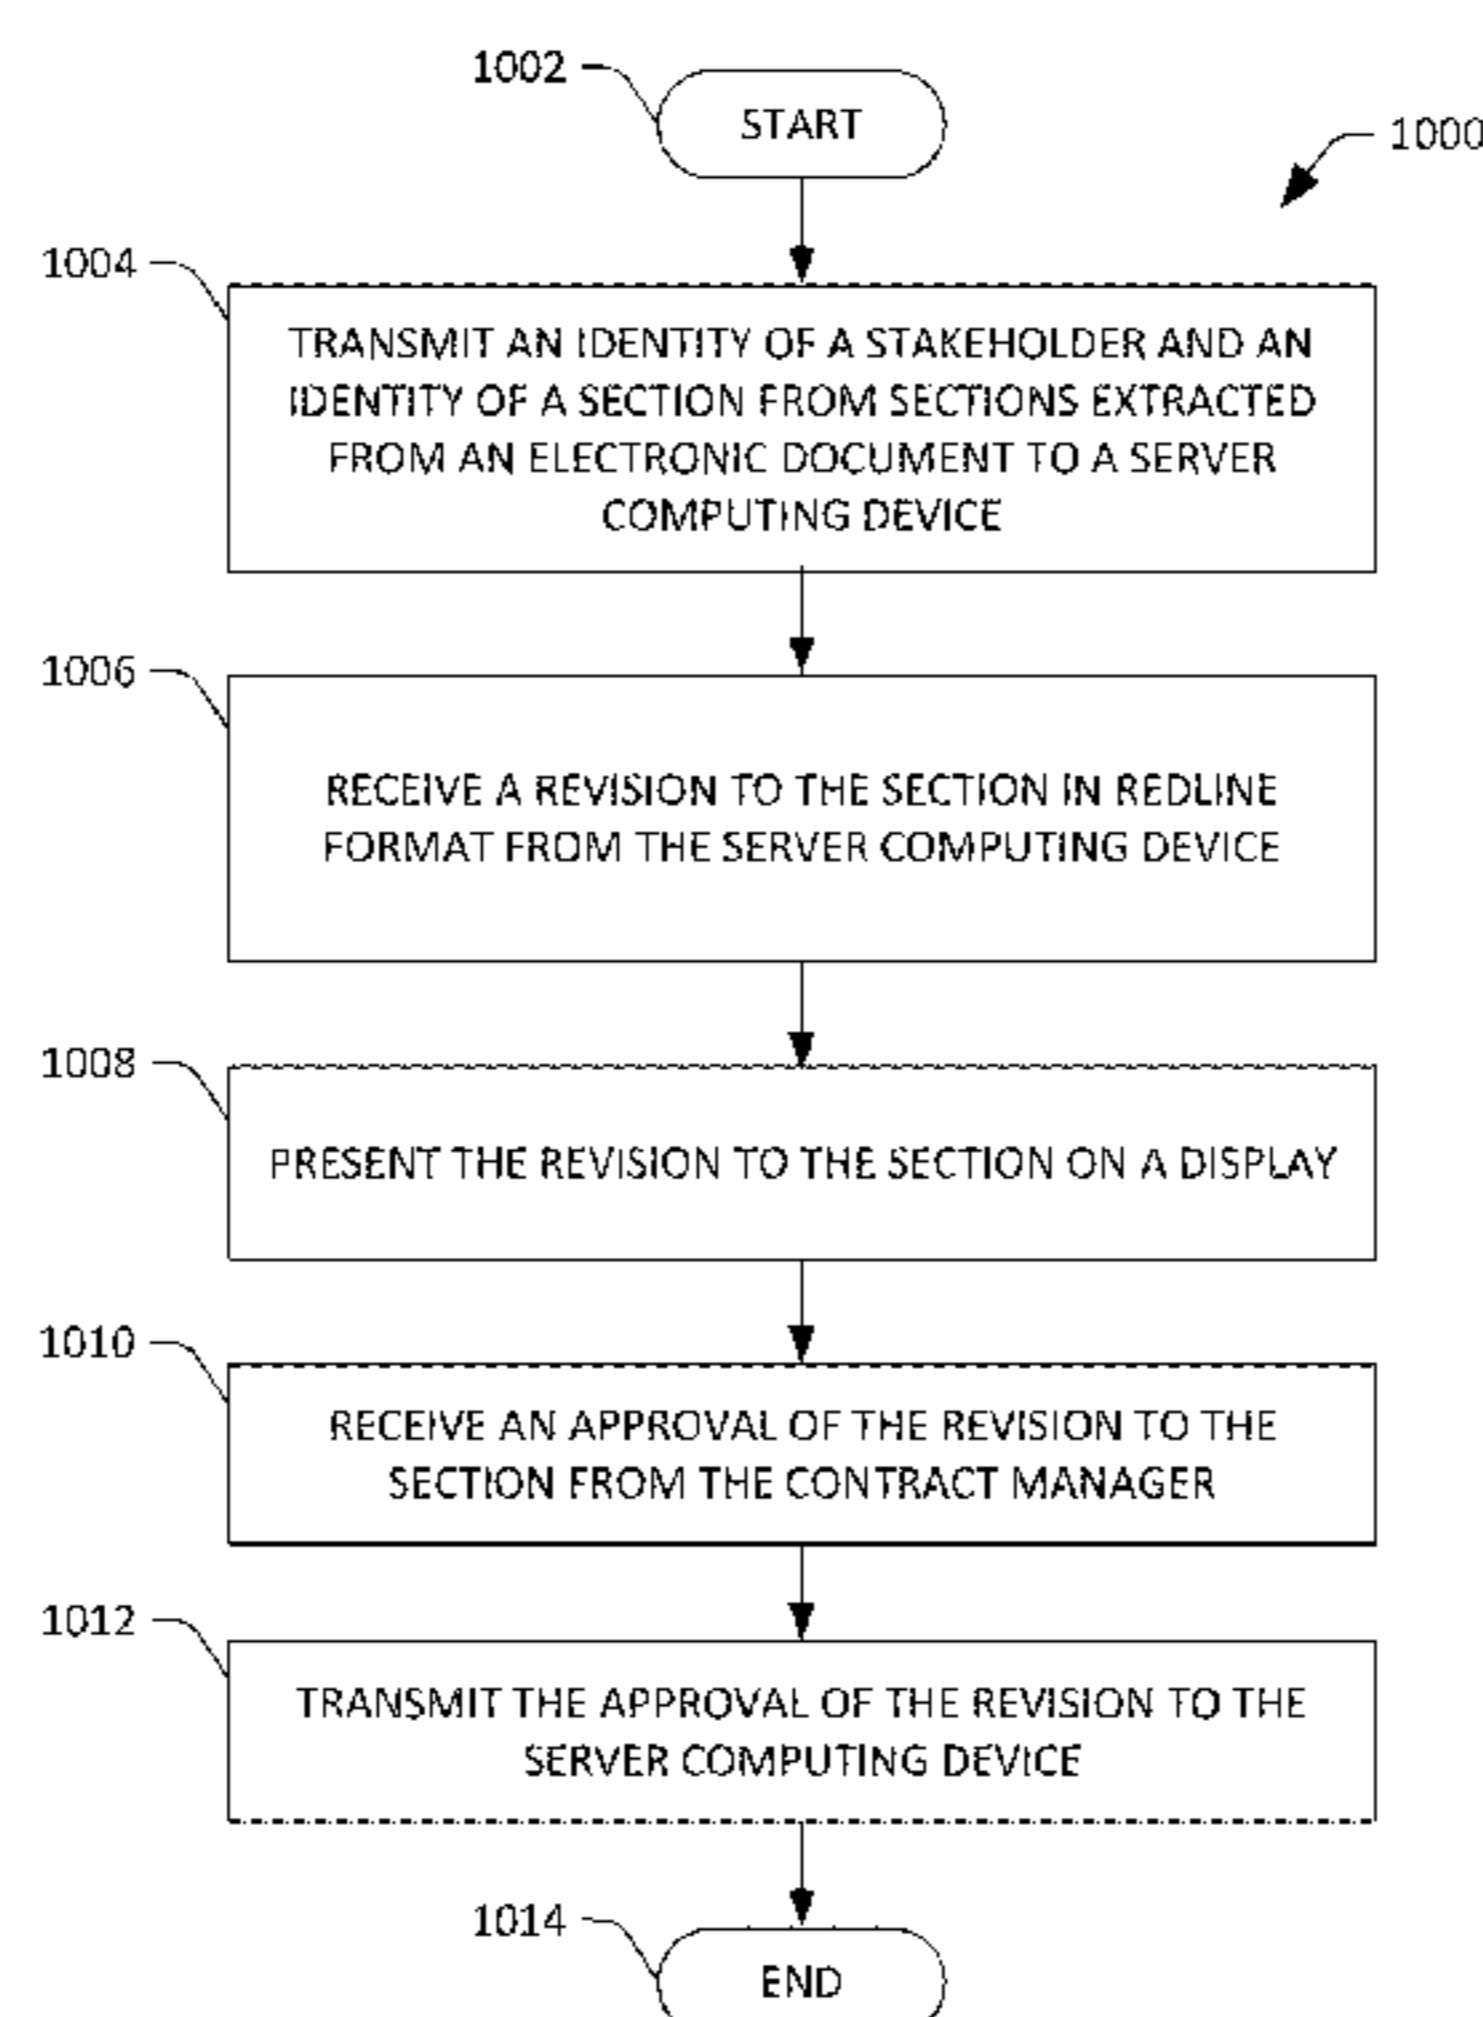 1002
START
1000
1004
TRANSMIT AN IDENTITY OF A STAKEHOLDER AND AN
IDENTITY OF A SECTION FROM SECTIONS EXTRACTED
FROM AN ELECTRONIC DOCUMENT TO A SERVER
COMPUTING DEVICE
1006
RECEIVE A REVISION TO THE SECTION IN REDLINE
FORMAT FROM THE SERVER COMPUTING DEVICE
1008
PRESENT THE REVISION TO THE SECTION ON A DISPLAY
1010
RECEIVE AN APPROVAL OF THE REVISION TO THE
SECTION FROM THE CONTRACT MANAGER
1012
TRANSMIT THE APPROVAL OF THE REVISION TO THE
SERVER COMPUTING DEVICE
1014
END